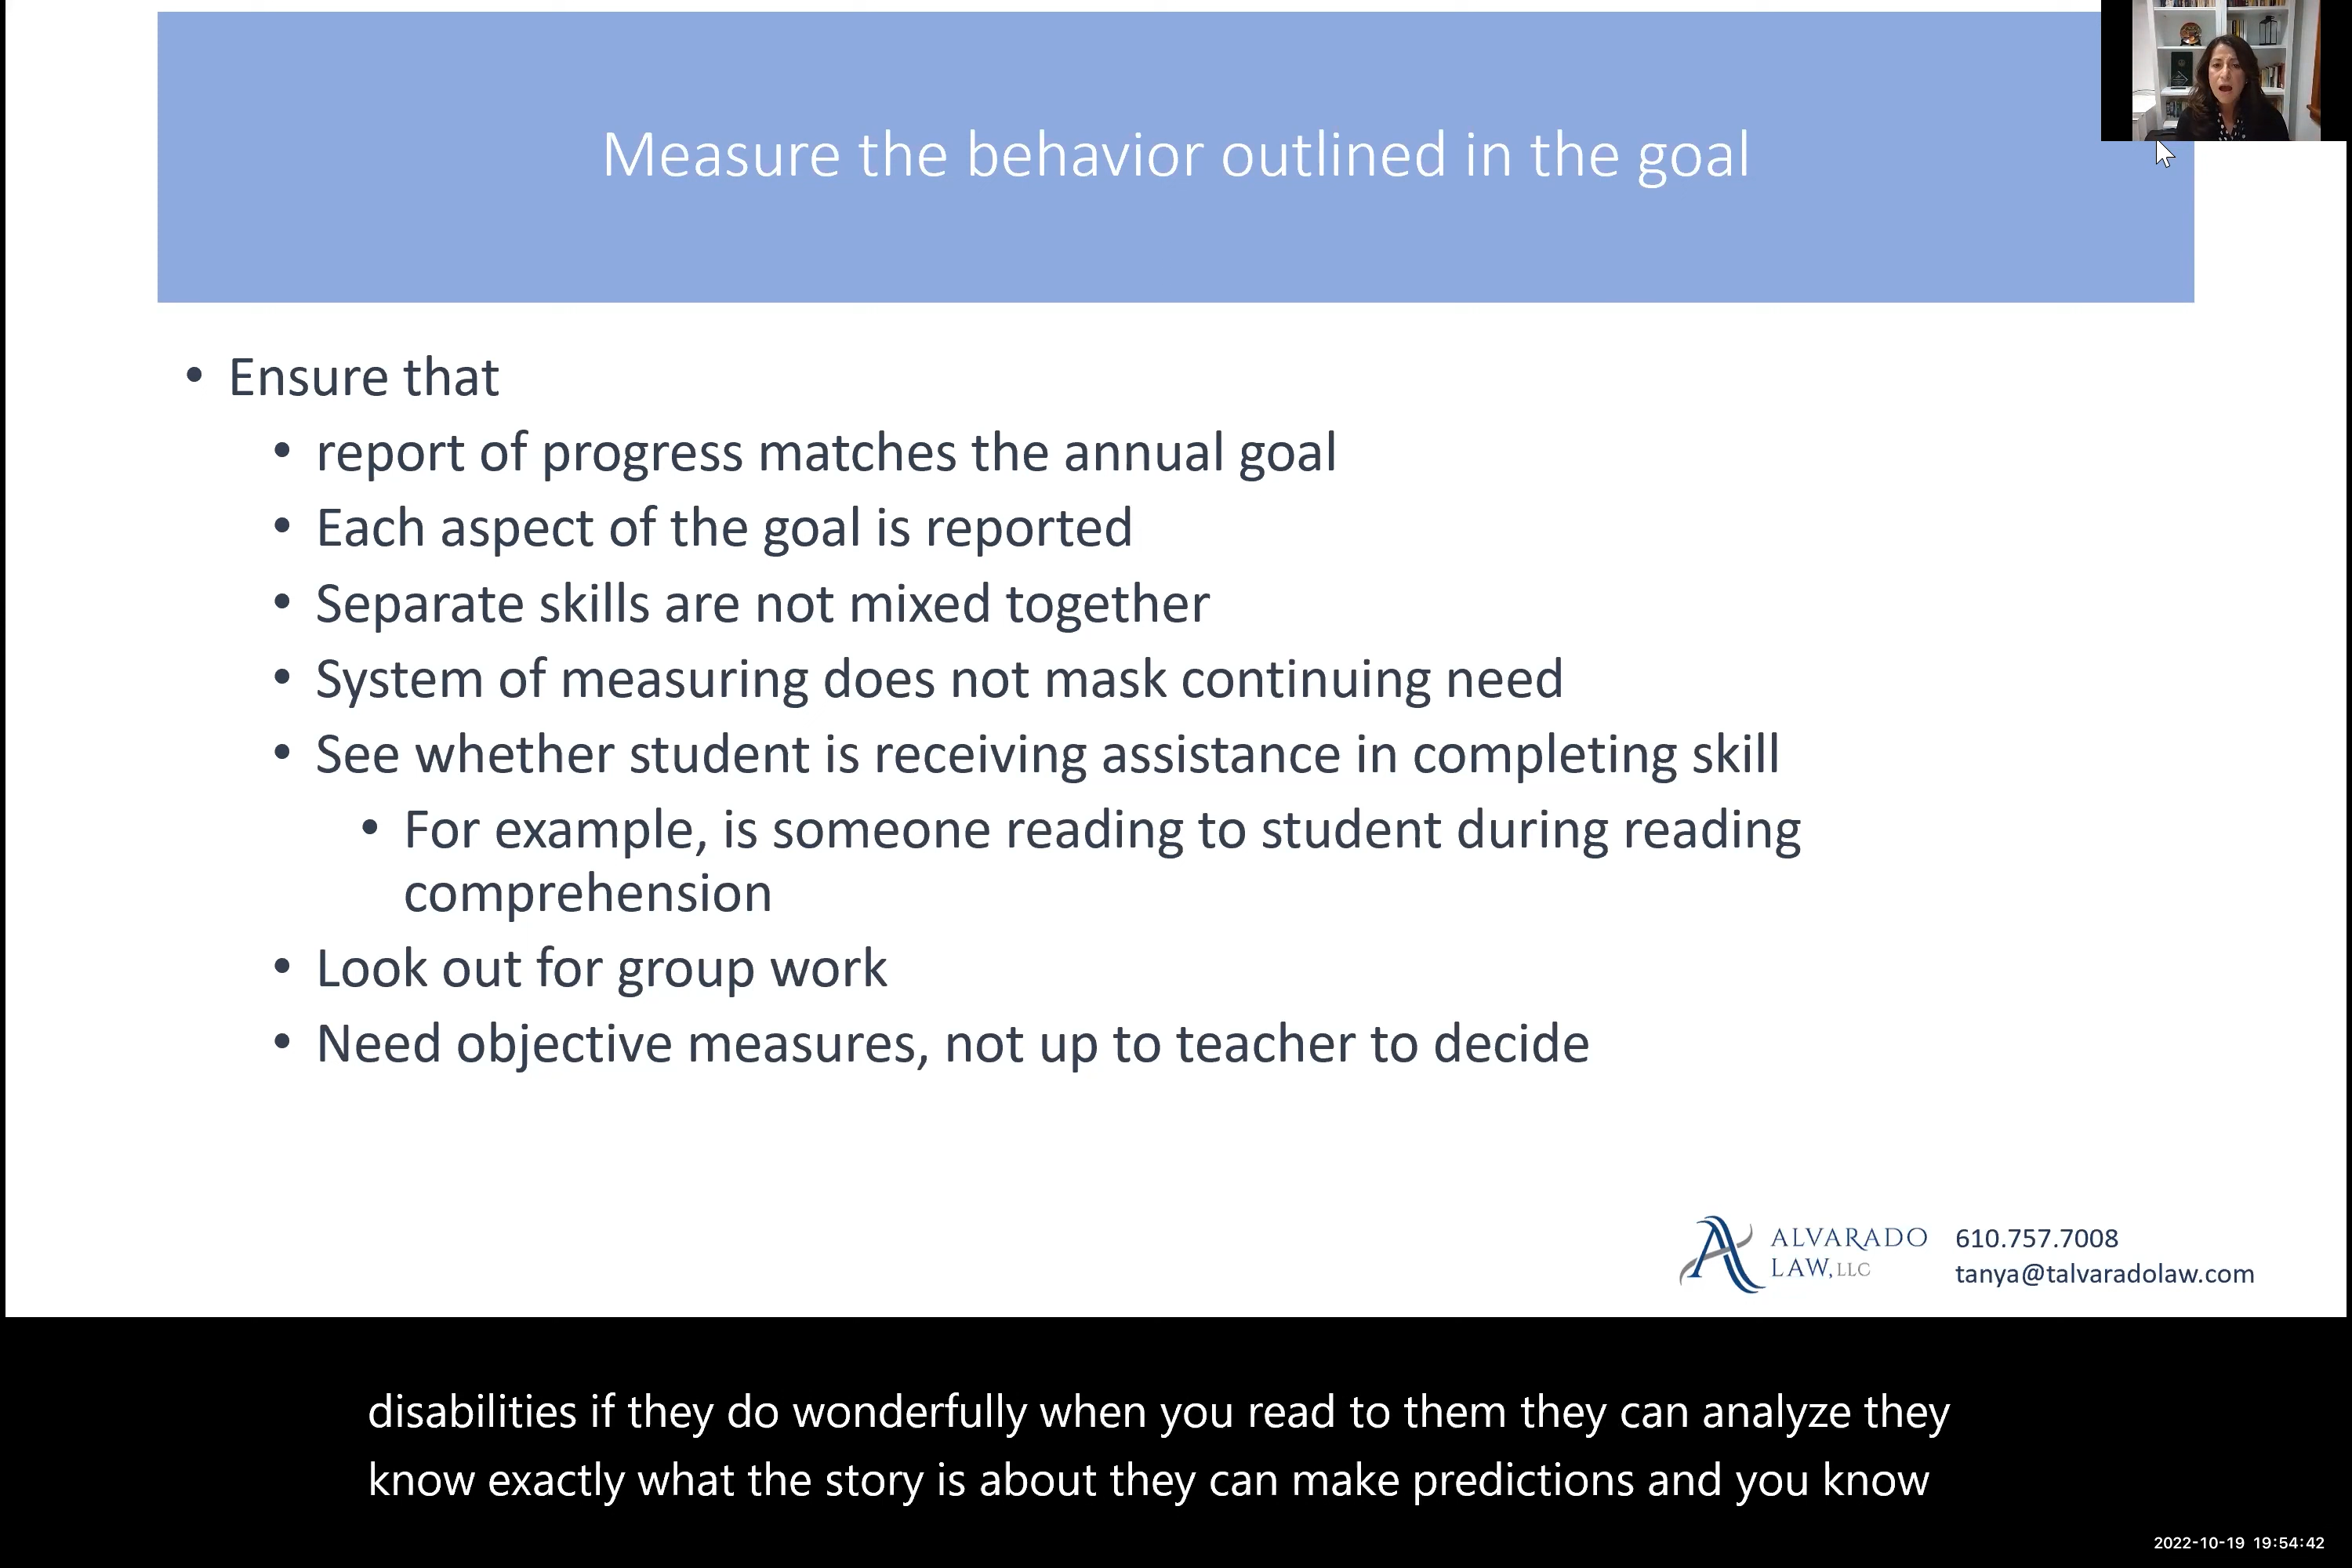 Measure the behavior outlined in the goal
• Ensure that
• report of progress matches the annual goal
• Each aspect of the goal is reported
• Separate skills are not mixed together
• System of measuring does not mask continuing need
• See whether student is receiving assistance in completing skill
• For example, is someone reading to student during reading
comprehension
• Look out for group work
• Need objective measures, not up to teacher to decide
ALVARADO
LAW, LLC
610.757.7008
tanya@talvaradolaw.com
disabilities if they do wonderfully when you read to them they can analyze they
know exactly what the story is about they can make predictions and you know
2022-10-19 19:54:42